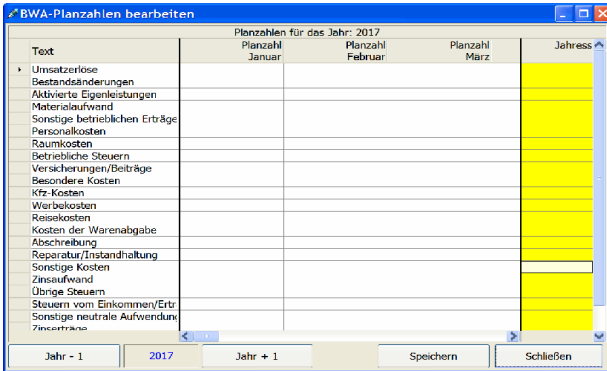 BWA-Planzahlen bearbeiten
Planzahlen für das Jahr: 2017
Text Planzahl Januar Planzahl Februar Planzahl März Jahress
Umsatzerlöse
Bestandsänderungen
Aktivierte Eigenleistungen
Materialaufwand
Sonstige betrieblichen Erträge
Personalkosten
Raumkosten
Betriebliche Steuern
Versicherungen/Beiträge
Besondere Kosten
Kfz-Kosten
Werbekosten
Reisekosten
Kosten der Warenabgabe
Abschreibung
Reparatur/Instandhaltung
Sonstige Kosten
Zinsaufwand
Übrige Steuern
Steuern vom Einkommen/Ertr
Sonstige neutrale Aufwendung
Zinserträge
Jahr - 1 2017 Jahr + 1 Speichern Schließen